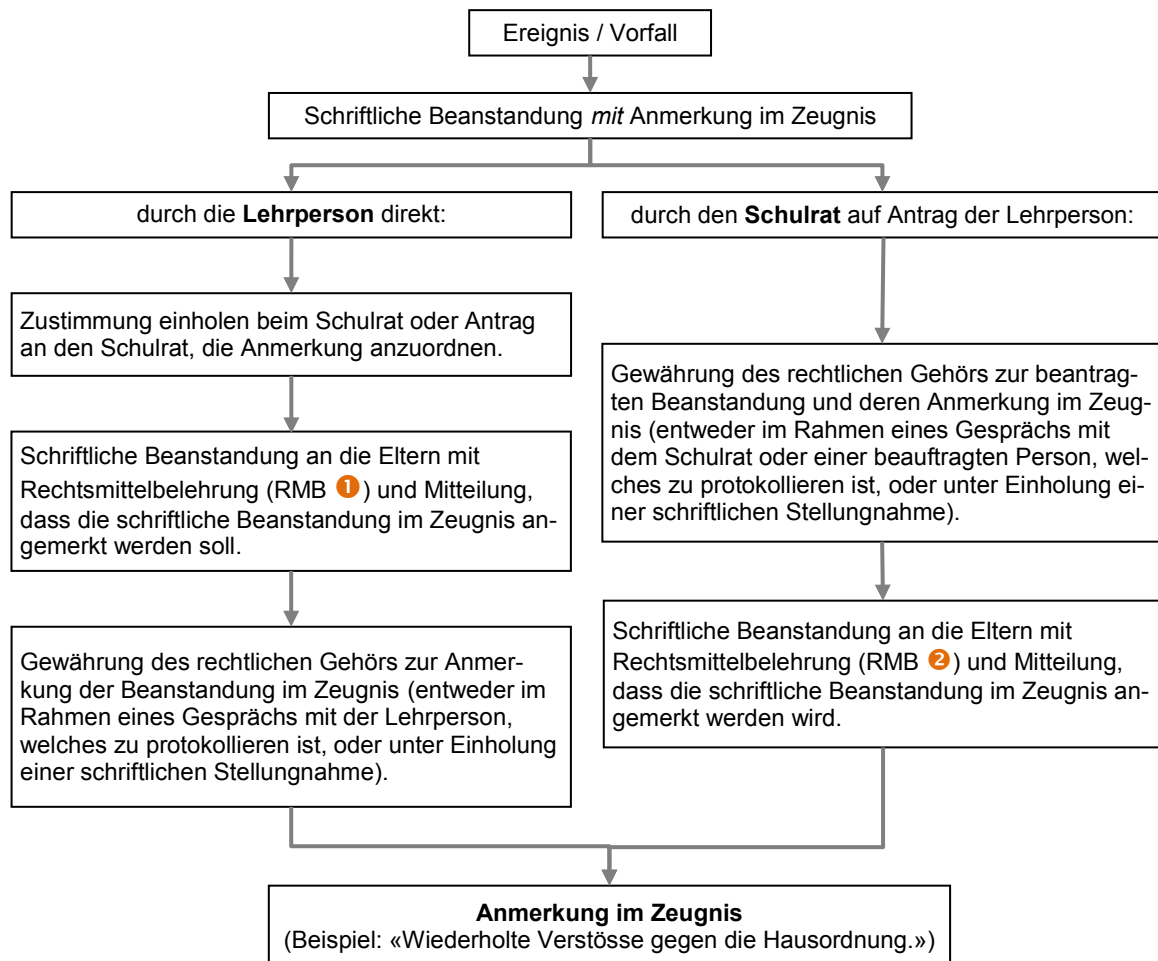 Ereignis / Vorfall
Schriftliche Beanstandung mit Anmerkung im Zeugnis
durch die Lehrperson direkt:
Zustimmung einholen beim Schulrat oder Antrag
an den Schulrat, die Anmerkung anzuordnen.
Schriftliche Beanstandung an die Eltern mit
Rechtsmittelbelehrung (RMB ❶) und Mitteilung,
dass die schriftliche Beanstandung im Zeugnis an-
gemerkt werden soll.
Gewährung des rechtlichen Gehörs zur Anmer-
kung der Beanstandung im Zeugnis (entweder im
Rahmen eines Gesprächs mit der Lehrperson,
welches zu protokollieren ist, oder unter Einholung
einer schriftlichen Stellungnahme).
durch den Schulrat auf Antrag der Lehrperson:
Gewährung des rechtlichen Gehörs zur beantrag-
ten Beanstandung und deren Anmerkung im Zeug-
nis (entweder im Rahmen eines Gesprächs mit
dem Schulrat oder einer beauftragten Person, wel-
ches zu protokollieren ist, oder unter Einholung ei-
ner schriftlichen Stellungnahme).
Schriftliche Beanstandung an die Eltern mit
Rechtsmittelbelehrung (RMB ❷) und Mitteilung,
dass die schriftliche Beanstandung im Zeugnis an-
gemerkt werden wird.
Anmerkung im Zeugnis
(Beispiel: «Wiederholte Verstösse gegen die Hausordnung.»)